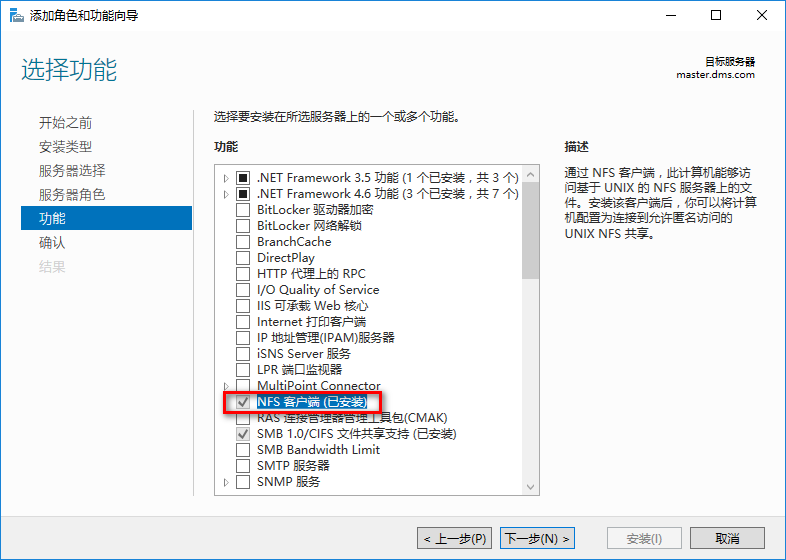 添加角色和功能向导
选择功能
目标服务器
master.dms.com
开始之前
安装类型
服务器选择
服务器角色
功能
确认
结果
选择要安装在所选服务器上的一个或多个功能。
功能
.NET Framework 3.5 功能 (1 个已安装，共 3 个)
.NET Framework 4.6 功能 (3 个已安装，共 7 个)
BitLocker 驱动器加密
BitLocker 网络解锁
BranchCache
DirectPlay
HTTP 代理上的 RPC
I/O Quality of Service
IIS 可承载 Web 核心
Internet 打印客户端
IP 地址管理(IPAM)服务器
iSNS Server 服务
LPR 端口监视器
MultiPoint Connector
NFS 客户端 (已安装)
RAS 连接管理器管理工具包(CMAK)
SMB 1.0/CIFS 文件共享支持 (已安装)
SMB Bandwidth Limit
SMTP 服务器
SNMP 服务
描述
通过 NFS 客户端，此计算机能够访
问基于 UNIX 的 NFS 服务器上的文
件。安装该客户端后，你可以将计算
机配置为连接到允许匿名访问的
UNIX NFS 共享。
< 上一步(P)
下一步(N) >
安装(I)
取消